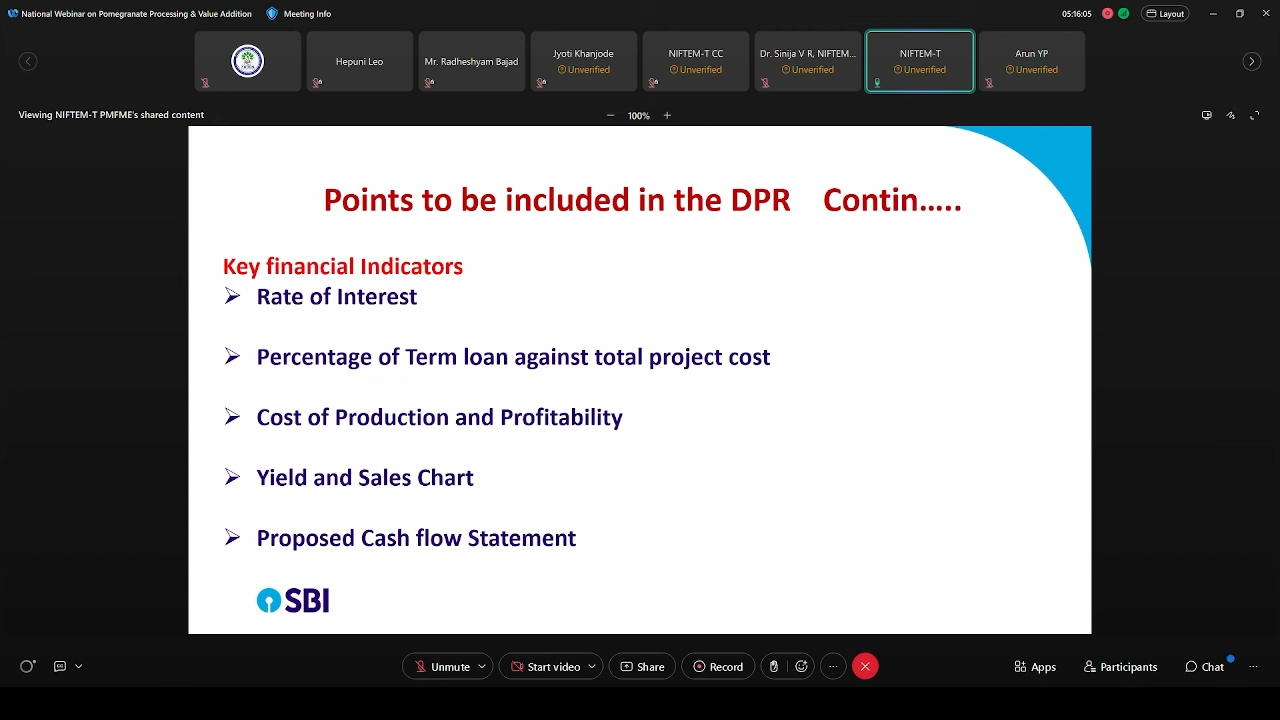 National Webinar on Pomegranate Processing & Value Addition Meeting Info 05:16:05 Layout
Hepuni Leo
Mr. Radheshyam Bajad
Jyoti Khanjode
Unverified
NIFTEM-T CC
Unverified
Dr. Sinija V R, NIFTEM...
Unverified
NIFTEM-T
Unverified
Arun YP
Unverified
Viewing NIFTEM-T PMFME's shared content
100%
Points to be included in the DPR Contin.....
Key financial Indicators
Rate of Interest
Percentage of Term loan against total project cost
Cost of Production and Profitability
Yield and Sales Chart
Proposed Cash flow Statement
SBI
Unmute Start video Share Record Apps Participants Chat